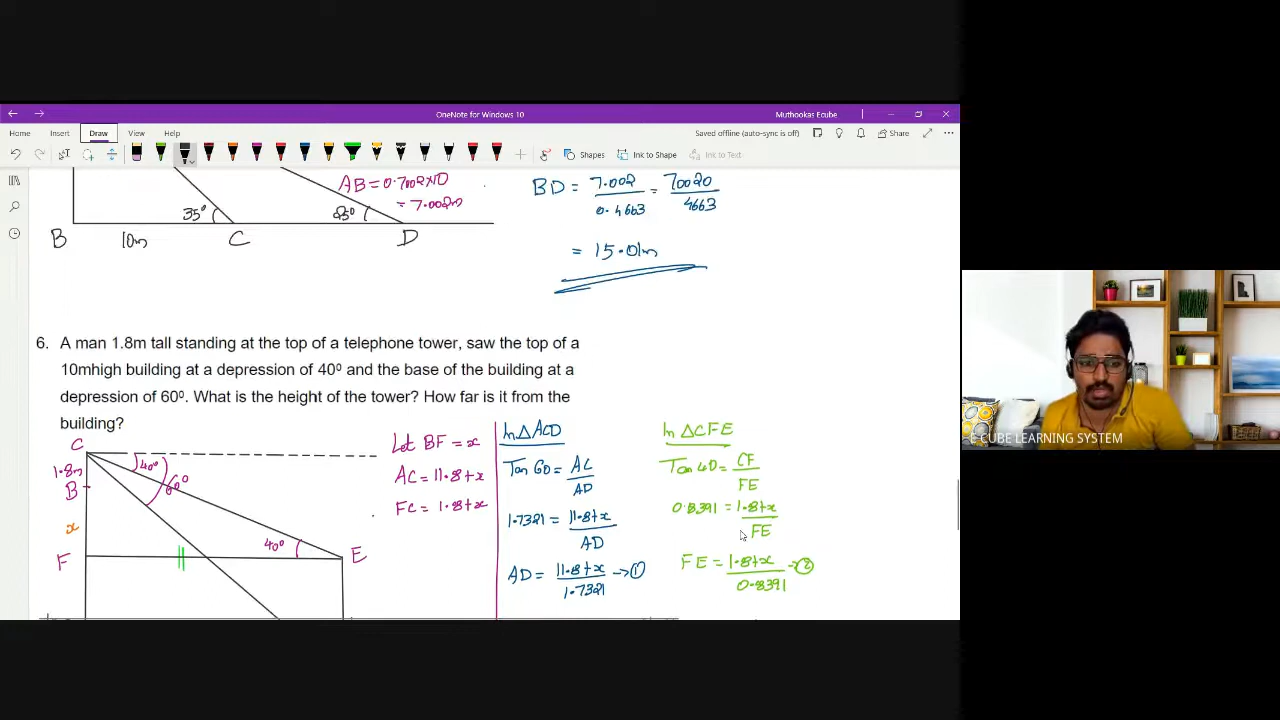 OneNote for Windows 10
Muthookas Ecube
Home Insert Draw View Help
Saved offline (auto-sync is off)
Share
Shapes
Ink to Shape
Ink to Text
AB = 0.7002×10
= 7.002m
35°
B 10m C D
BD = 7.002/0.4663 = 70020/4663
= 15.01m
6. A man 1.8m tall standing at the top of a telephone tower, saw the top of a
10mhigh building at a depression of 40⁰ and the base of the building at a
depression of 60⁰. What is the height of the tower? How far is it from the
building?
C
1.8m
B
x
F
40°
60°
40°
E
Let BF = x
AC = 11.8+x
FC = 1.8+x
In △ACD
Tan 60 = AC/AD
1.7321 = 11.8+x/AD
AD = 11.8+x/1.7321 → ①
In △CFE
Tan 40 = CF/FE
0.8391 = 1.8+x/FE
FE = 1.8+x/0.8391 → ②
E CUBE LEARNING SYSTEM